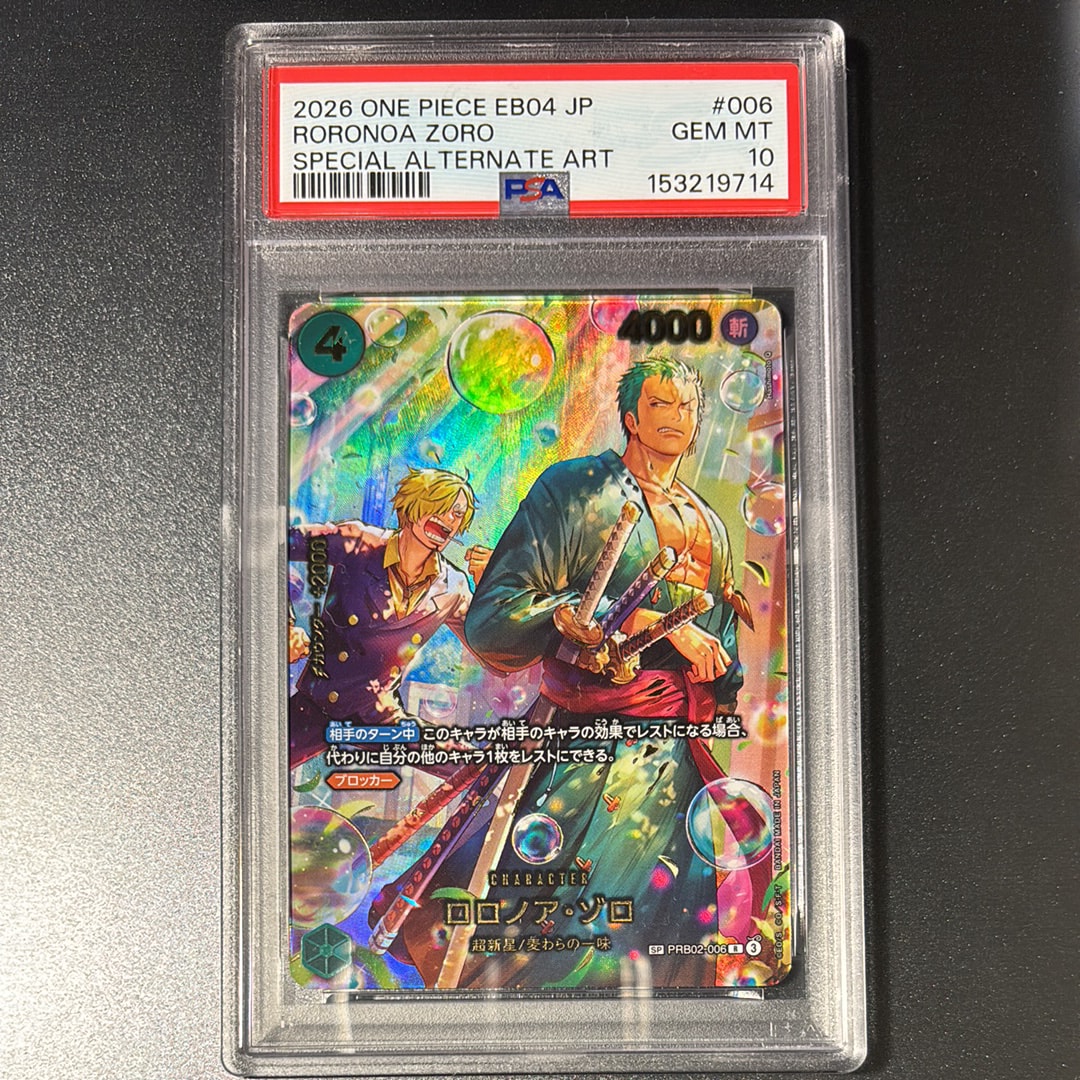 2026 ONE PIECE EB04 JP #006
RORONOA ZORO GEM MT
SPECIAL ALTERNATE ART 10
153219714
PSA
4
4000 斬
カウンター +2000
相手のターン中 このキャラが相手のキャラの効果でレストになる場合、
代わりに自分の他のキャラ1枚をレストにできる。
ブロッカー
CHARACTER
ロロノア・ゾロ
超新星/麦わらの一味
SP PRB02-006 R 3
BANDAI MADE IN JAPAN